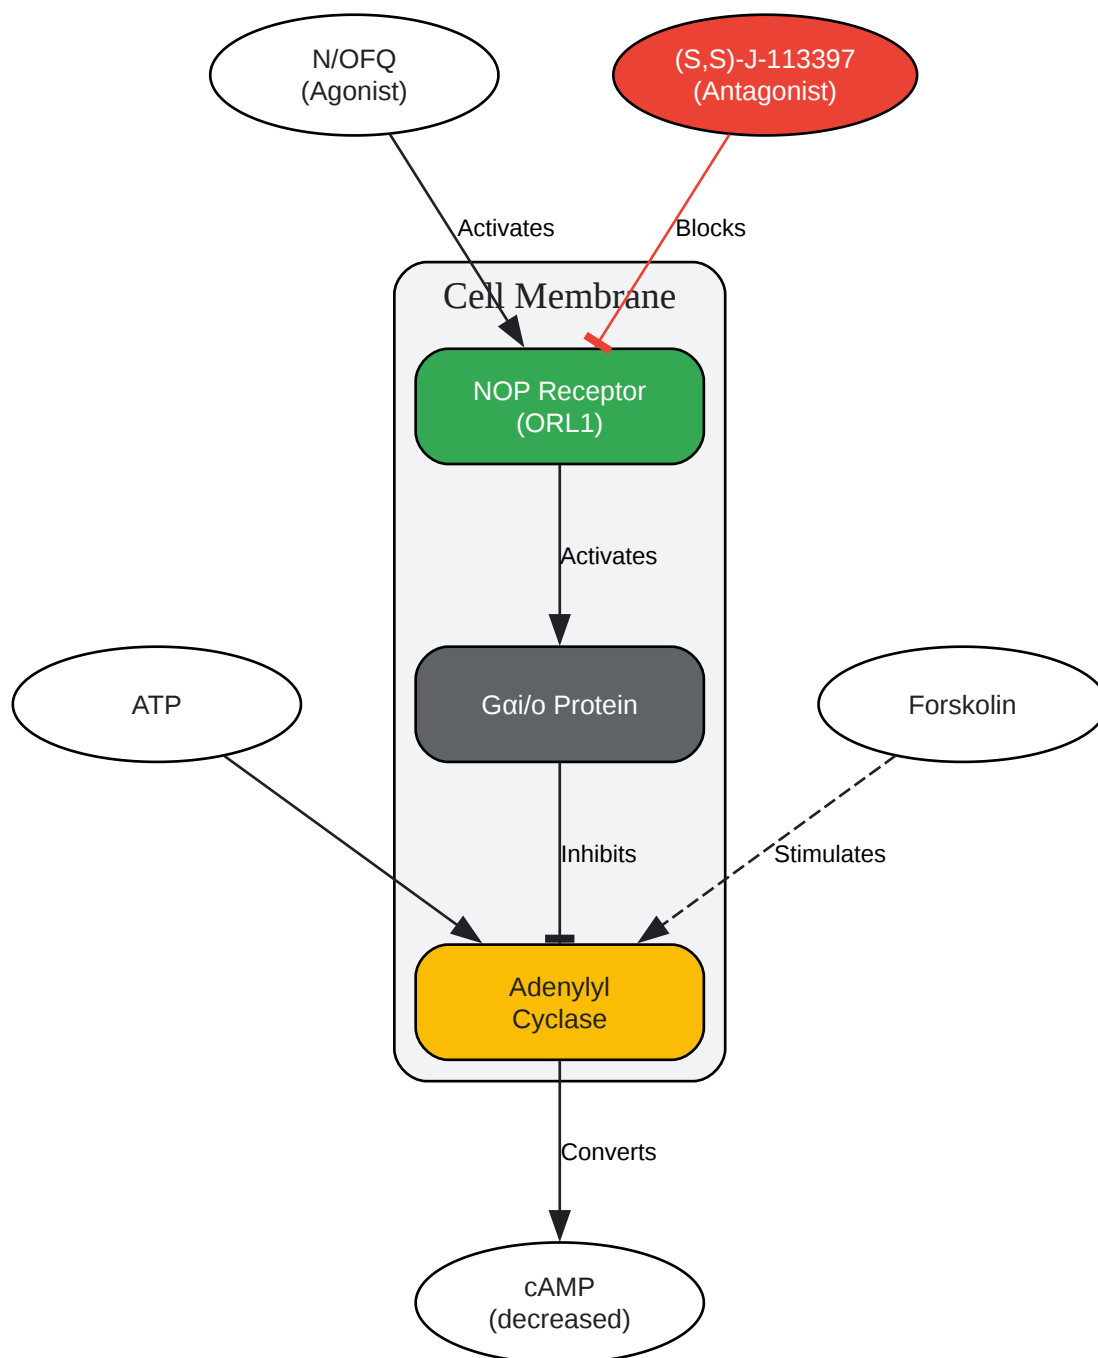 N/OFQ
(Agonist)
(S,S)-J-113397
(Antagonist)
Activates
Blocks
Cell Membrane
NOP Receptor
(ORL1)
Activates
ATP
Gαi/o Protein
Forskolin
Inhibits
Stimulates
Adenylyl
Cyclase
Converts
cAMP
(decreased)